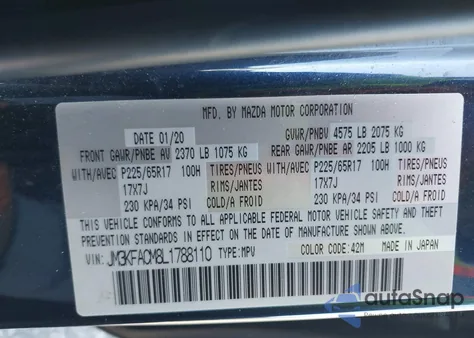 MFD. BY MAZDA MOTOR CORPORATION
DATE 01/20 GVWR/PNBV 4575 LB 2075 KG
FRONT GAWR/PNBE AV 2370 LB 1075 KG REAR GAWR/PNBE AR 2205 LB 1000 KG
WITH/AVEC P225/65R17 100H TIRES/PNEUS WITH/AVEC P225/65R17 100H TIRES/PNEUS
17X7J RIMS/JANTES 17X7J RIMS/JANTES
230 KPA/34 PSI COLD/A FROID 230 KPA/34 PSI COLD/A FROID
THIS VEHICLE CONFORMS TO ALL APPLICABLE FEDERAL MOTOR VEHICLE SAFETY AND
THEFT PREVENTION STANDARDS IN EFFECT ON THE DATE OF MANUFACTURE SHOWN ABOVE.
VIN: JM3KFACM8L1788110 TYPE:MPV COLOR CODE: 42M MADE IN JAPAN
autoSnap